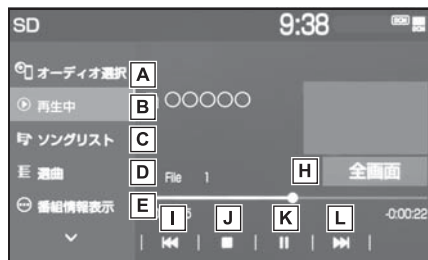 SD 9:38
オーディオ選択 A
再生中 B ○○○○○
ソングリスト C
選曲 D File 1 H 全画面
番組情報表示 E
5 -0:00:22
I J K L